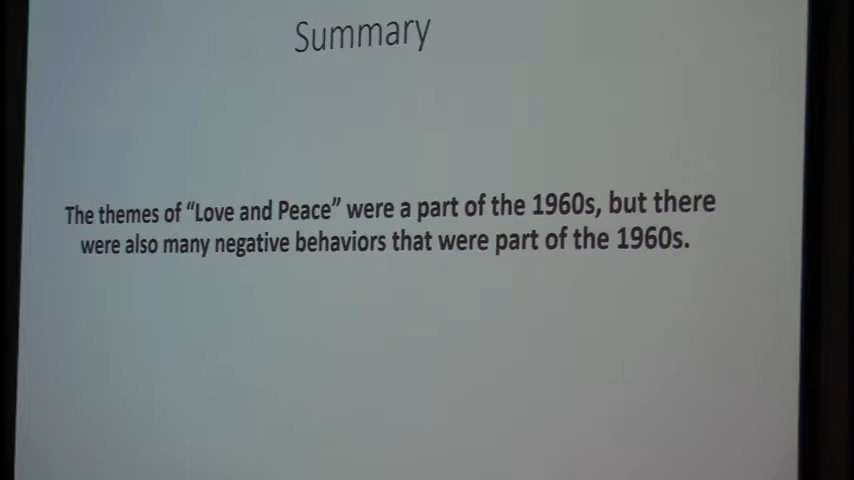 Summary
The themes of “Love and Peace” were a part of the 1960s, but there
were also many negative behaviors that were part of the 1960s.